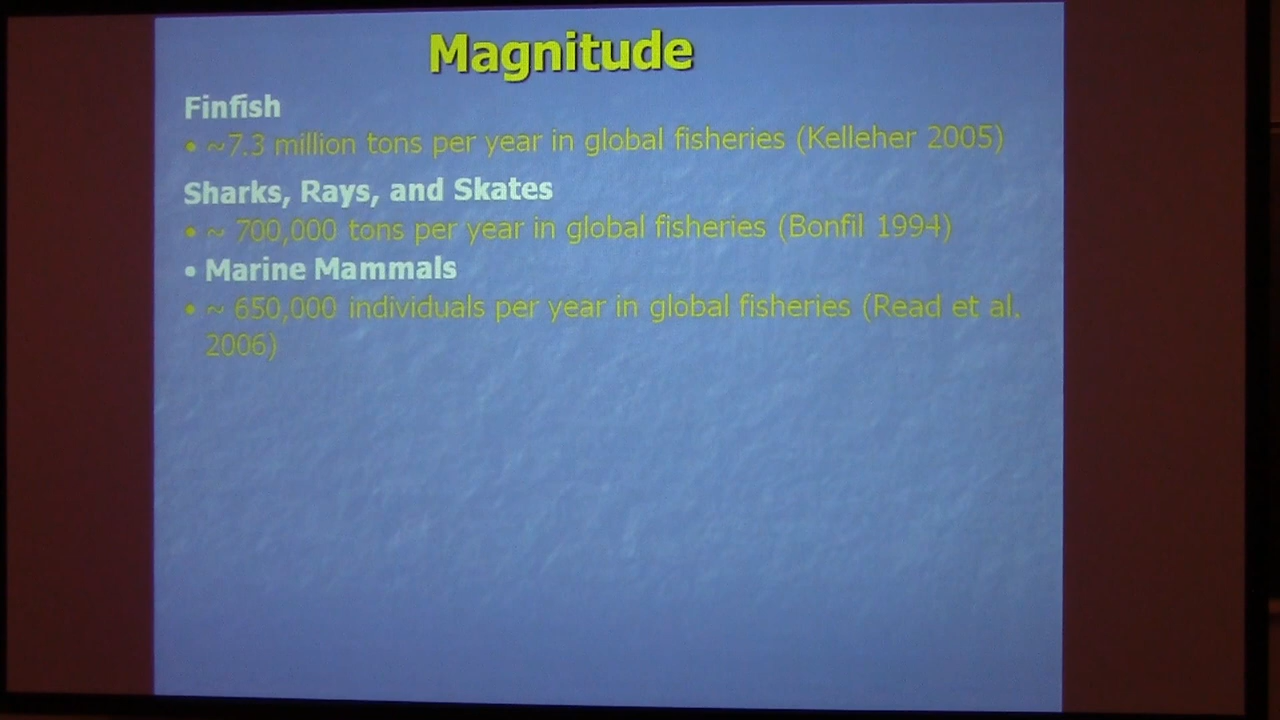 Magnitude
Finfish
• ~7.3 million tons per year in global fisheries (Kelleher 2005)
Sharks, Rays, and Skates
• ~ 700,000 tons per year in global fisheries (Bonfil 1994)
• Marine Mammals
• ~ 650,000 individuals per year in global fisheries (Read et al.
2006)